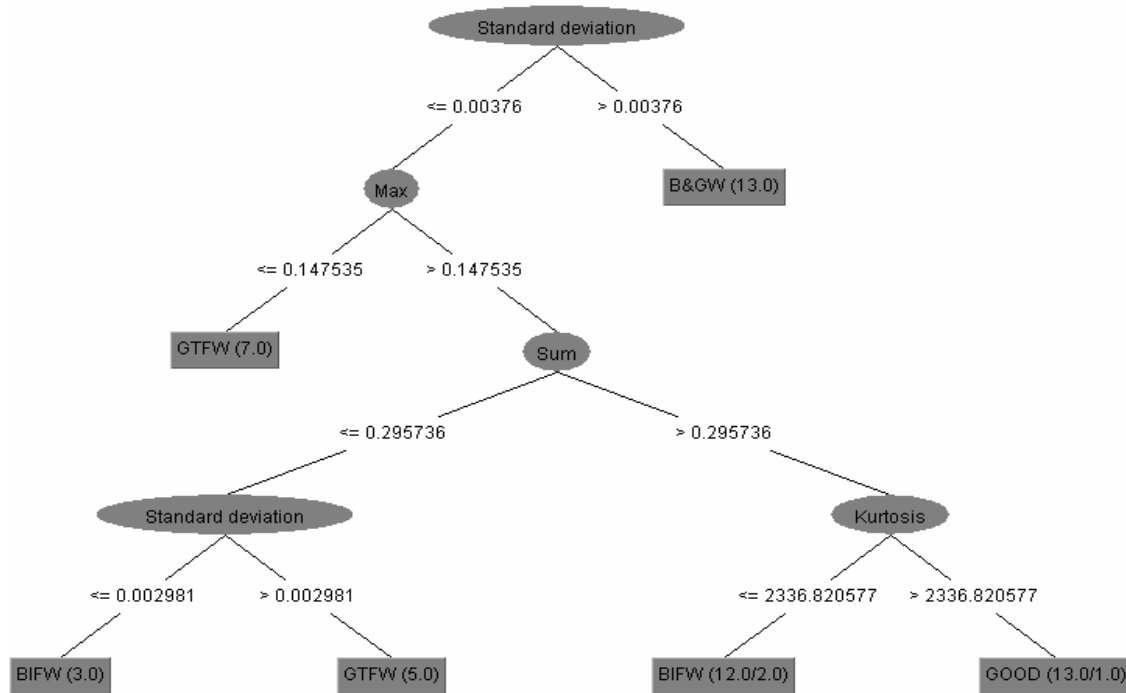 Standard deviation
<= 0.00376
> 0.00376
Max
B&GW (13.0)
<= 0.147535
> 0.147535
GTFW (7.0)
Sum
<= 0.295736
> 0.295736
Standard deviation
Kurtosis
<= 0.002981
> 0.002981
<= 2336.820577
> 2336.820577
BIFW (3.0)
GTFW (5.0)
BIFW (12.0/2.0)
GOOD (13.0/1.0)